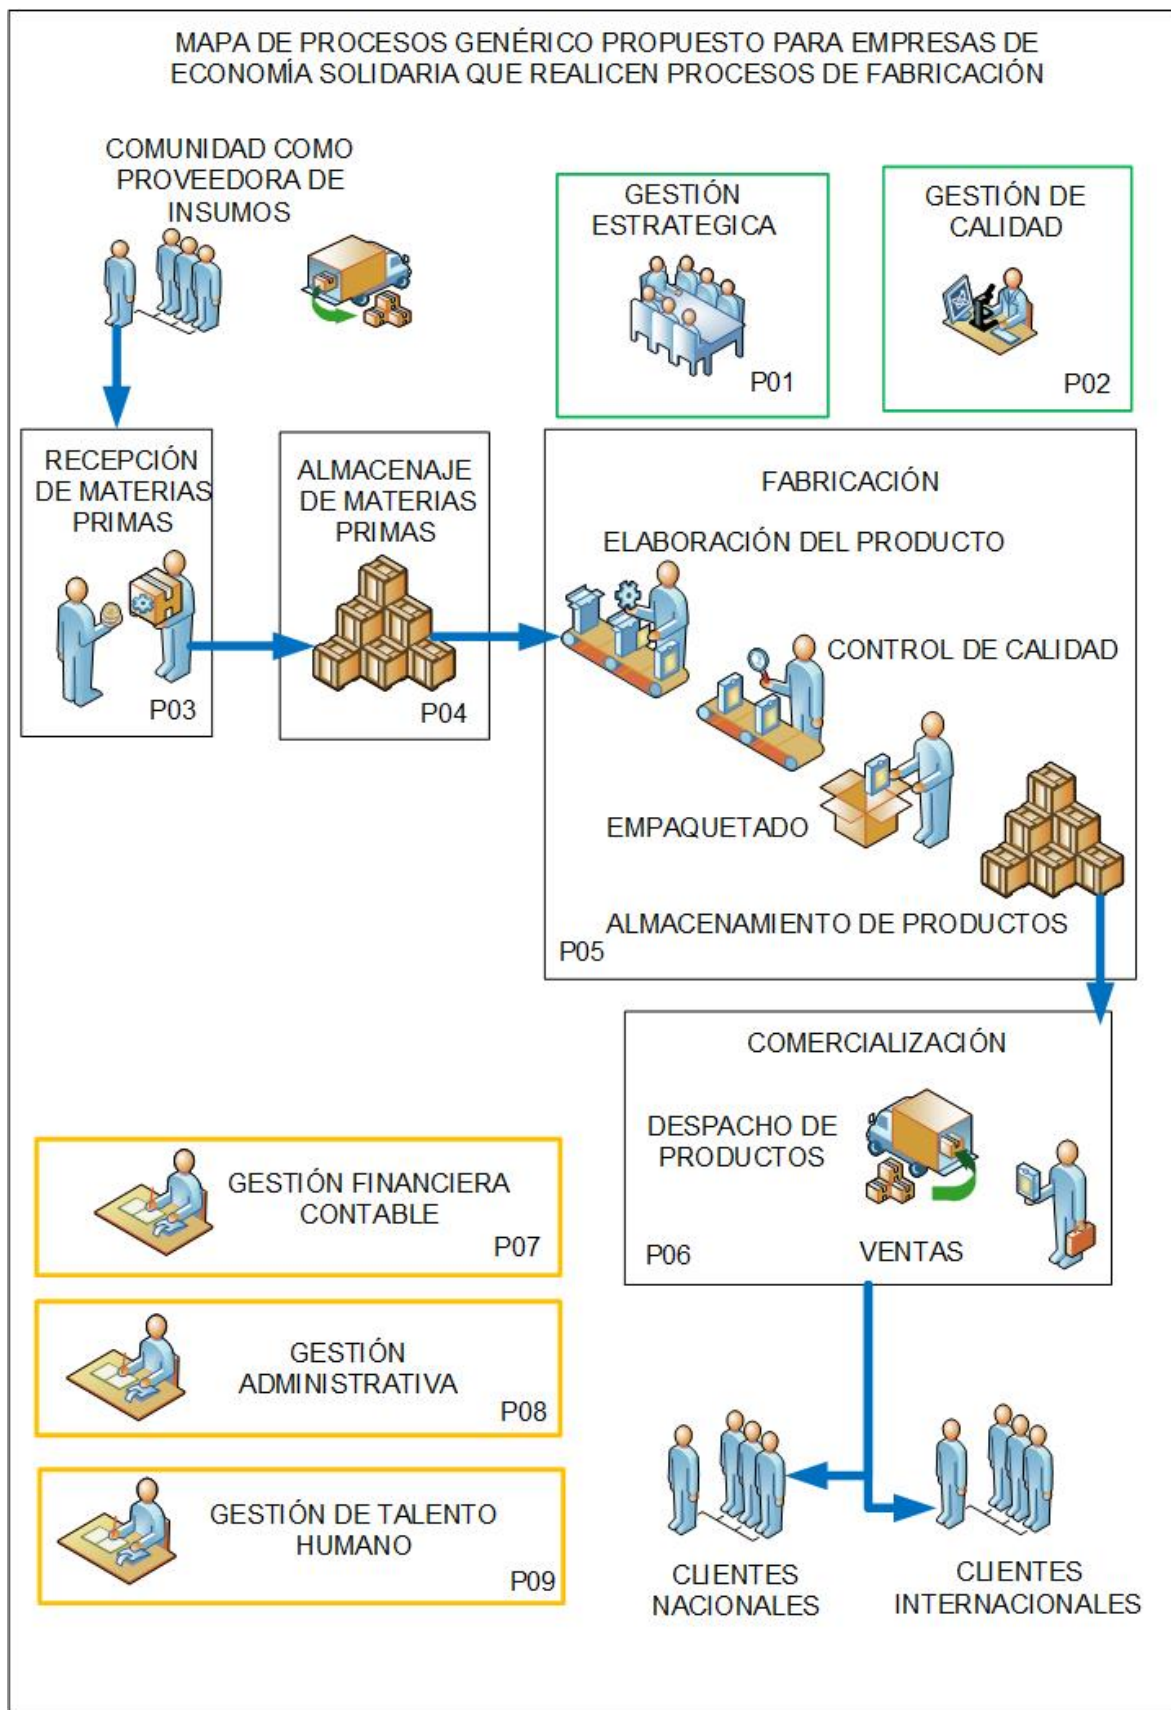 MAPA DE PROCESOS GENÉRICO PROPUESTO PARA EMPRESAS DE
ECONOMÍA SOLIDARIA QUE REALICEN PROCESOS DE FABRICACIÓN
COMUNIDAD COMO
PROVEEDORA DE
INSUMOS
GESTIÓN
ESTRATEGICA
P01
GESTIÓN DE
CALIDAD
P02
RECEPCIÓN
DE MATERIAS
PRIMAS
P03
ALMACENAJE
DE MATERIAS
PRIMAS
P04
FABRICACIÓN
ELABORACIÓN DEL PRODUCTO
CONTROL DE CALIDAD
EMPAQUETADO
ALMACENAMIENTO DE PRODUCTOS
P05
COMERCIALIZACIÓN
DESPACHO DE
PRODUCTOS
VENTAS
P06
GESTIÓN FINANCIERA
CONTABLE
P07
GESTIÓN
ADMINISTRATIVA
P08
GESTIÓN DE TALENTO
HUMANO
P09
CLIENTES
NACIONALES
CLIENTES
INTERNACIONALES